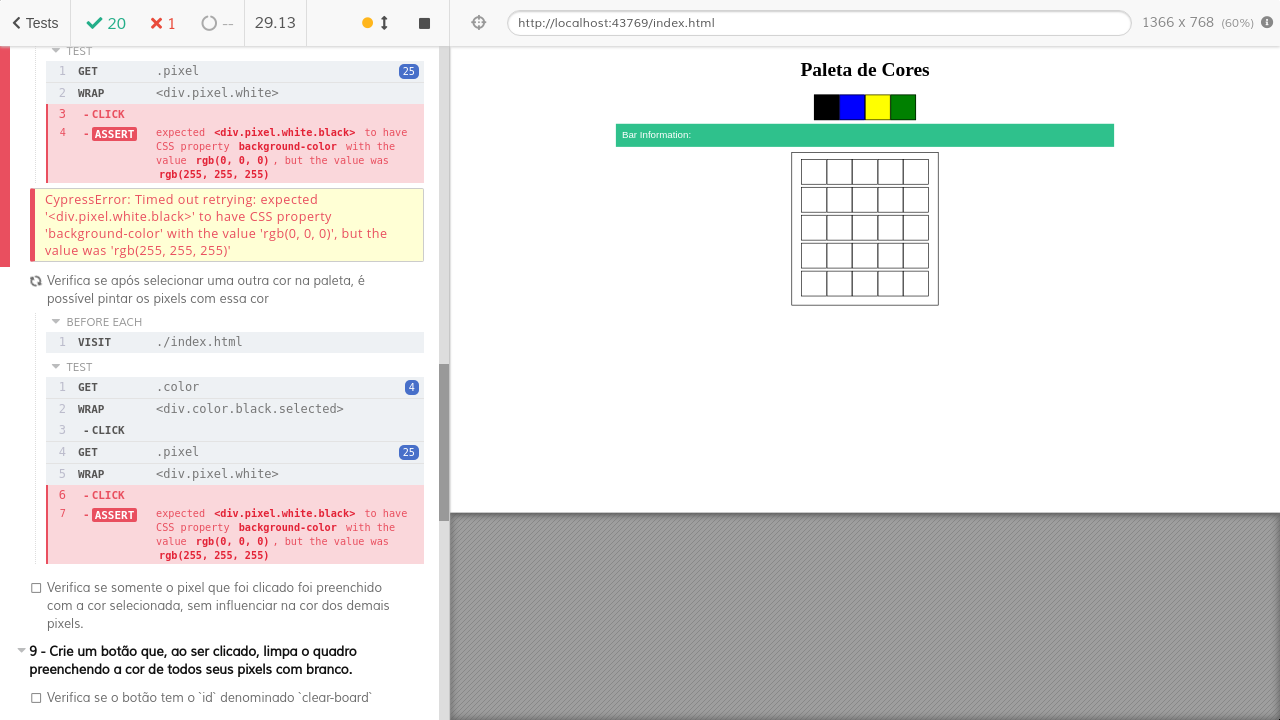 Tests
20
1
--
29.13
http://localhost:43769/index.html
1366 x 768 (60%)
TEST
1 GET .pixel 25
2 WRAP <div.pixel.white>
3 - CLICK
4 - ASSERT expected <div.pixel.white.black> to have
CSS property background-color with the
value rgb(0, 0, 0), but the value was
rgb(255, 255, 255)
CypressError: Timed out retrying: expected
'<div.pixel.white.black>' to have CSS property
'background-color' with the value 'rgb(0, 0, 0)', but the
value was 'rgb(255, 255, 255)'
Verifica se após selecionar uma outra cor na paleta, é
possível pintar os pixels com essa cor
BEFORE EACH
1 VISIT ./index.html
TEST
1 GET .color 4
2 WRAP <div.color.black.selected>
3 - CLICK
4 GET .pixel 25
5 WRAP <div.pixel.white>
6 - CLICK
7 - ASSERT expected <div.pixel.white.black> to have
CSS property background-color with the
value rgb(0, 0, 0), but the value was
rgb(255, 255, 255)
Verifica se somente o pixel que foi clicado foi preenchido
com a cor selecionada, sem influenciar na cor dos demais
pixels.
9 - Crie um botão que, ao ser clicado, limpa o quadro
preenchendo a cor de todos seus pixels com branco.
Verifica se o botão tem o `id` denominado `clear-board`
Paleta de Cores
Bar Information: